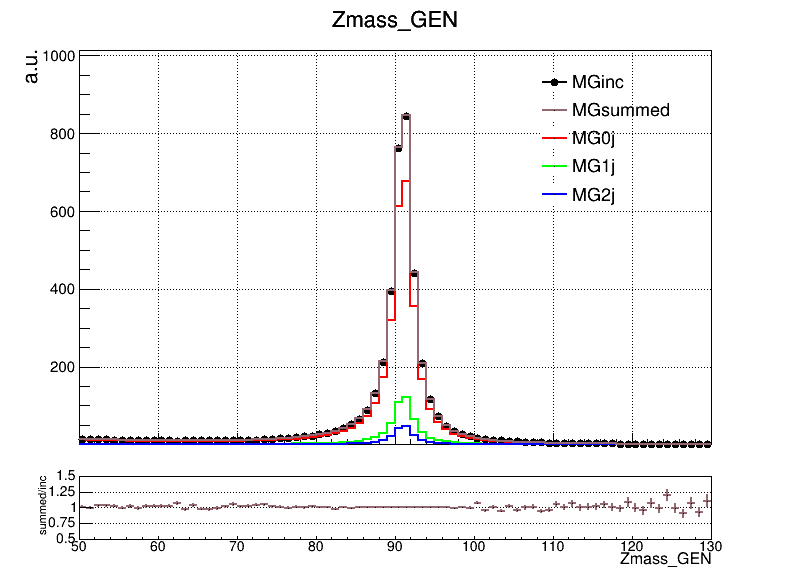 Zmass_GEN
a.u.
1000
800
600
400
200
MGinc
MGsummed
MG0j
MG1j
MG2j
summed/inc
1.5
1.25
1
0.75
0.5
50 60 70 80 90 100 110 120 130
Zmass_GEN